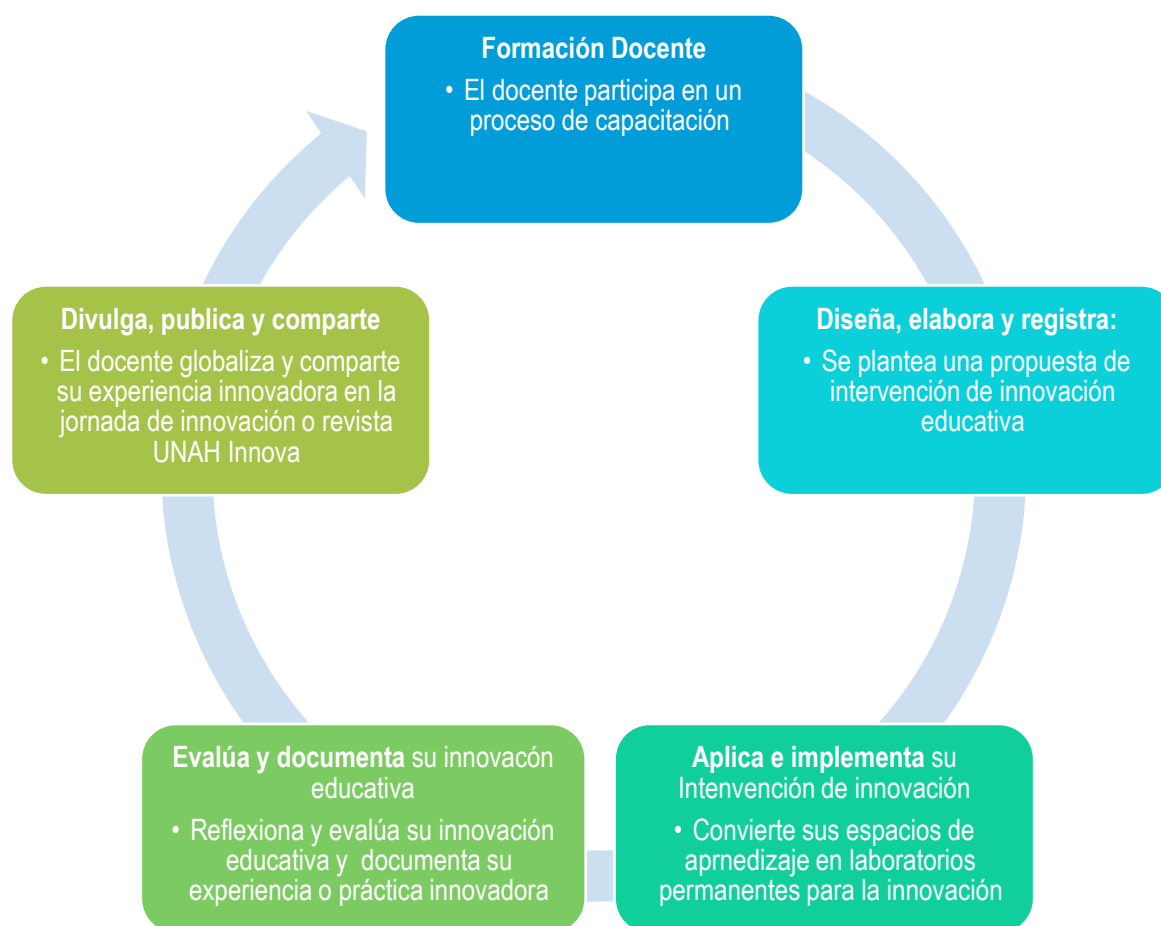 Formación Docente
• El docente participa en un
proceso de capacitación
Diseña, elabora y registra:
• Se plantea una propuesta de
intervención de innovación
educativa
Aplica e implementa su
Intenvención de innovación
• Convierte sus espacios de
aprnedizaje en laboratorios
permanentes para la innovación
Evalúa y documenta su innovacón
educativa
• Reflexiona y evalúa su innovación
educativa y documenta su
experiencia o práctica innovadora
Divulga, publica y comparte
• El docente globaliza y comparte
su experiencia innovadora en la
jornada de innovación o revista
UNAH Innova